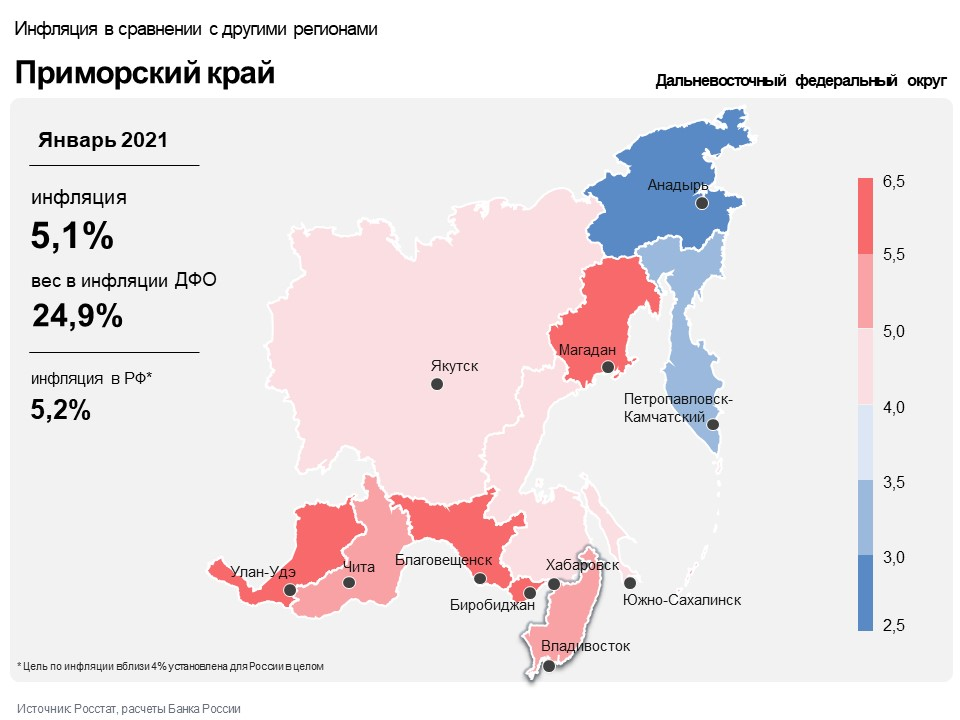 Инфляция в сравнении с другими регионами
Приморский край
Дальневосточный федеральный округ
Январь 2021
инфляция
5,1%
вес в инфляции ДФО
24,9%
инфляция в РФ*
5,2%
Анадырь
Магадан
Якутск
Петропавловск-
Камчатский
Благовещенск
Улан-Удэ
Чита
Хабаровск
Биробиджан
Южно-Сахалинск
Владивосток
6,5
5,5
5,0
4,0
3,5
3,0
2,5
* Цель по инфляции вблизи 4% установлена для России в целом
Источник: Росстат, расчеты Банка России